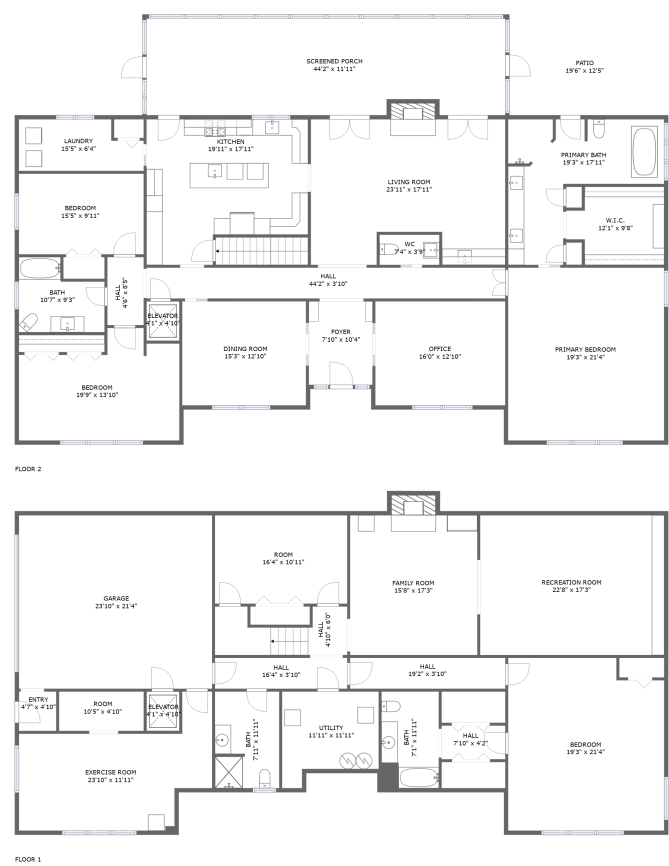 SCREENED PORCH
44'2" x 11'11"
PATIO
19'6" x 12'5"
LAUNDRY
15'5" x 6'4"
KITCHEN
19'11" x 17'11"
LIVING ROOM
23'11" x 17'11"
PRIMARY BATH
19'3" x 17'11"
BEDROOM
15'5" x 9'11"
W.I.C.
12'1" x 9'8"
WC
7'4" x 3'9"
HALL
44'2" x 3'10"
BATH
10'7" x 9'3"
HALL
4'6" x 8'5"
ELEVATOR
4'1" x 4'10"
FOYER
7'10" x 10'4"
DINING ROOM
15'3" x 12'10"
OFFICE
16'0" x 12'10"
PRIMARY BEDROOM
19'3" x 21'4"
BEDROOM
19'9" x 13'10"
FLOOR 2
ROOM
16'4" x 10'11"
FAMILY ROOM
15'8" x 17'3"
RECREATION ROOM
22'8" x 17'3"
GARAGE
23'10" x 21'4"
HALL
4'10" x 6'0"
HALL
16'4" x 3'10"
HALL
19'2" x 3'10"
ENTRY
4'7" x 4'10"
ROOM
10'5" x 4'10"
ELEVATOR
4'1" x 4'10"
BATH
7'11" x 11'11"
UTILITY
11'11" x 11'11"
BATH
7'1" x 11'11"
HALL
7'10" x 4'2"
BEDROOM
19'3" x 21'4"
EXERCISE ROOM
23'10" x 11'11"
FLOOR 1